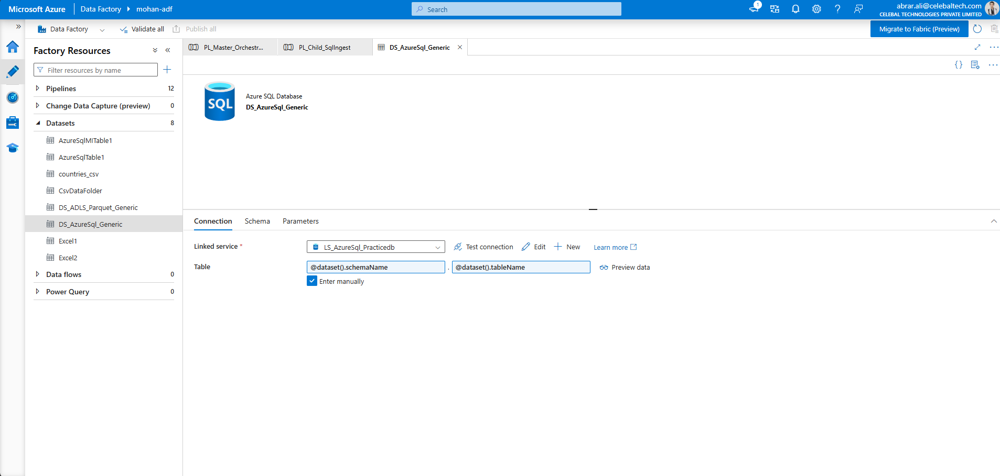 Microsoft Azure
Data Factory
mohan-adf
Search
1
abrar.ali@celebaltech.com
CELEBAL TECHNOLOGIES PRIVATE LIMITED
Data Factory
Validate all
Publish all
Migrate to Fabric (Preview)
Factory Resources
Filter resources by name
Pipelines 12
Change Data Capture (preview) 0
Datasets 8
AzureSqlMITable1
AzureSqlTable1
countries_csv
CsvDataFolder
DS_ADLS_Parquet_Generic
DS_AzureSql_Generic
Excel1
Excel2
Data flows 0
Power Query 0
PL_Master_Orchestr...
PL_Child_SqlIngest
DS_AzureSql_Generic
SQL
Azure SQL Database
DS_AzureSql_Generic
Connection
Schema
Parameters
Linked service *
LS_AzureSql_Practicedb
Test connection
Edit
New
Learn more
Table
@dataset().schemaName
.
@dataset().tableName
Preview data
Enter manually